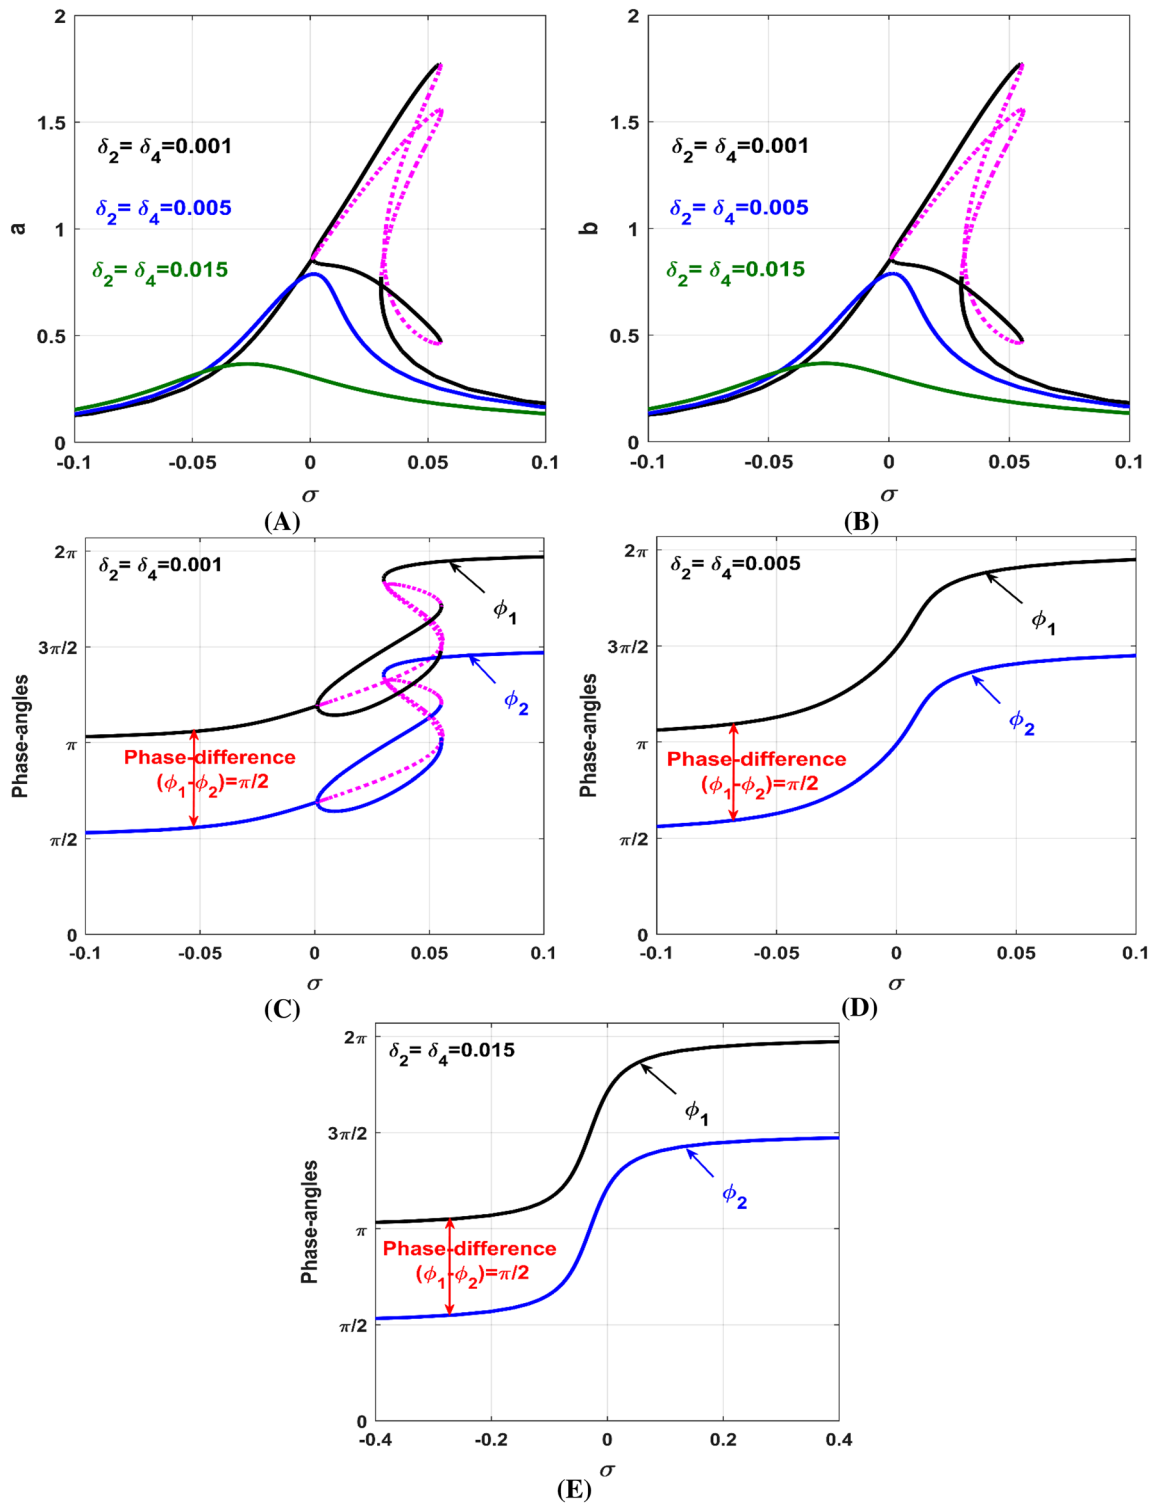 2
1.5
1
0.5
0
a
δ₂= δ₄=0.001
δ₂= δ₄=0.005
δ₂= δ₄=0.015
-0.1 -0.05 0 0.05 0.1
σ
(A)
2
1.5
1
0.5
0
b
δ₂= δ₄=0.001
δ₂= δ₄=0.005
δ₂= δ₄=0.015
-0.1 -0.05 0 0.05 0.1
σ
(B)
2π
3π/2
π
π/2
0
Phase-angles
δ₂= δ₄=0.001
ϕ₁
ϕ₂
Phase-difference
(ϕ₁-ϕ₂)=π/2
-0.1 -0.05 0 0.05 0.1
σ
(C)
2π
3π/2
π
π/2
0
Phase-angles
δ₂= δ₄=0.005
ϕ₁
ϕ₂
Phase-difference
(ϕ₁-ϕ₂)=π/2
-0.1 -0.05 0 0.05 0.1
σ
(D)
2π
3π/2
π
π/2
0
Phase-angles
δ₂= δ₄=0.015
ϕ₁
ϕ₂
Phase-difference
(ϕ₁-ϕ₂)=π/2
-0.4 -0.2 0 0.2 0.4
σ
(E)